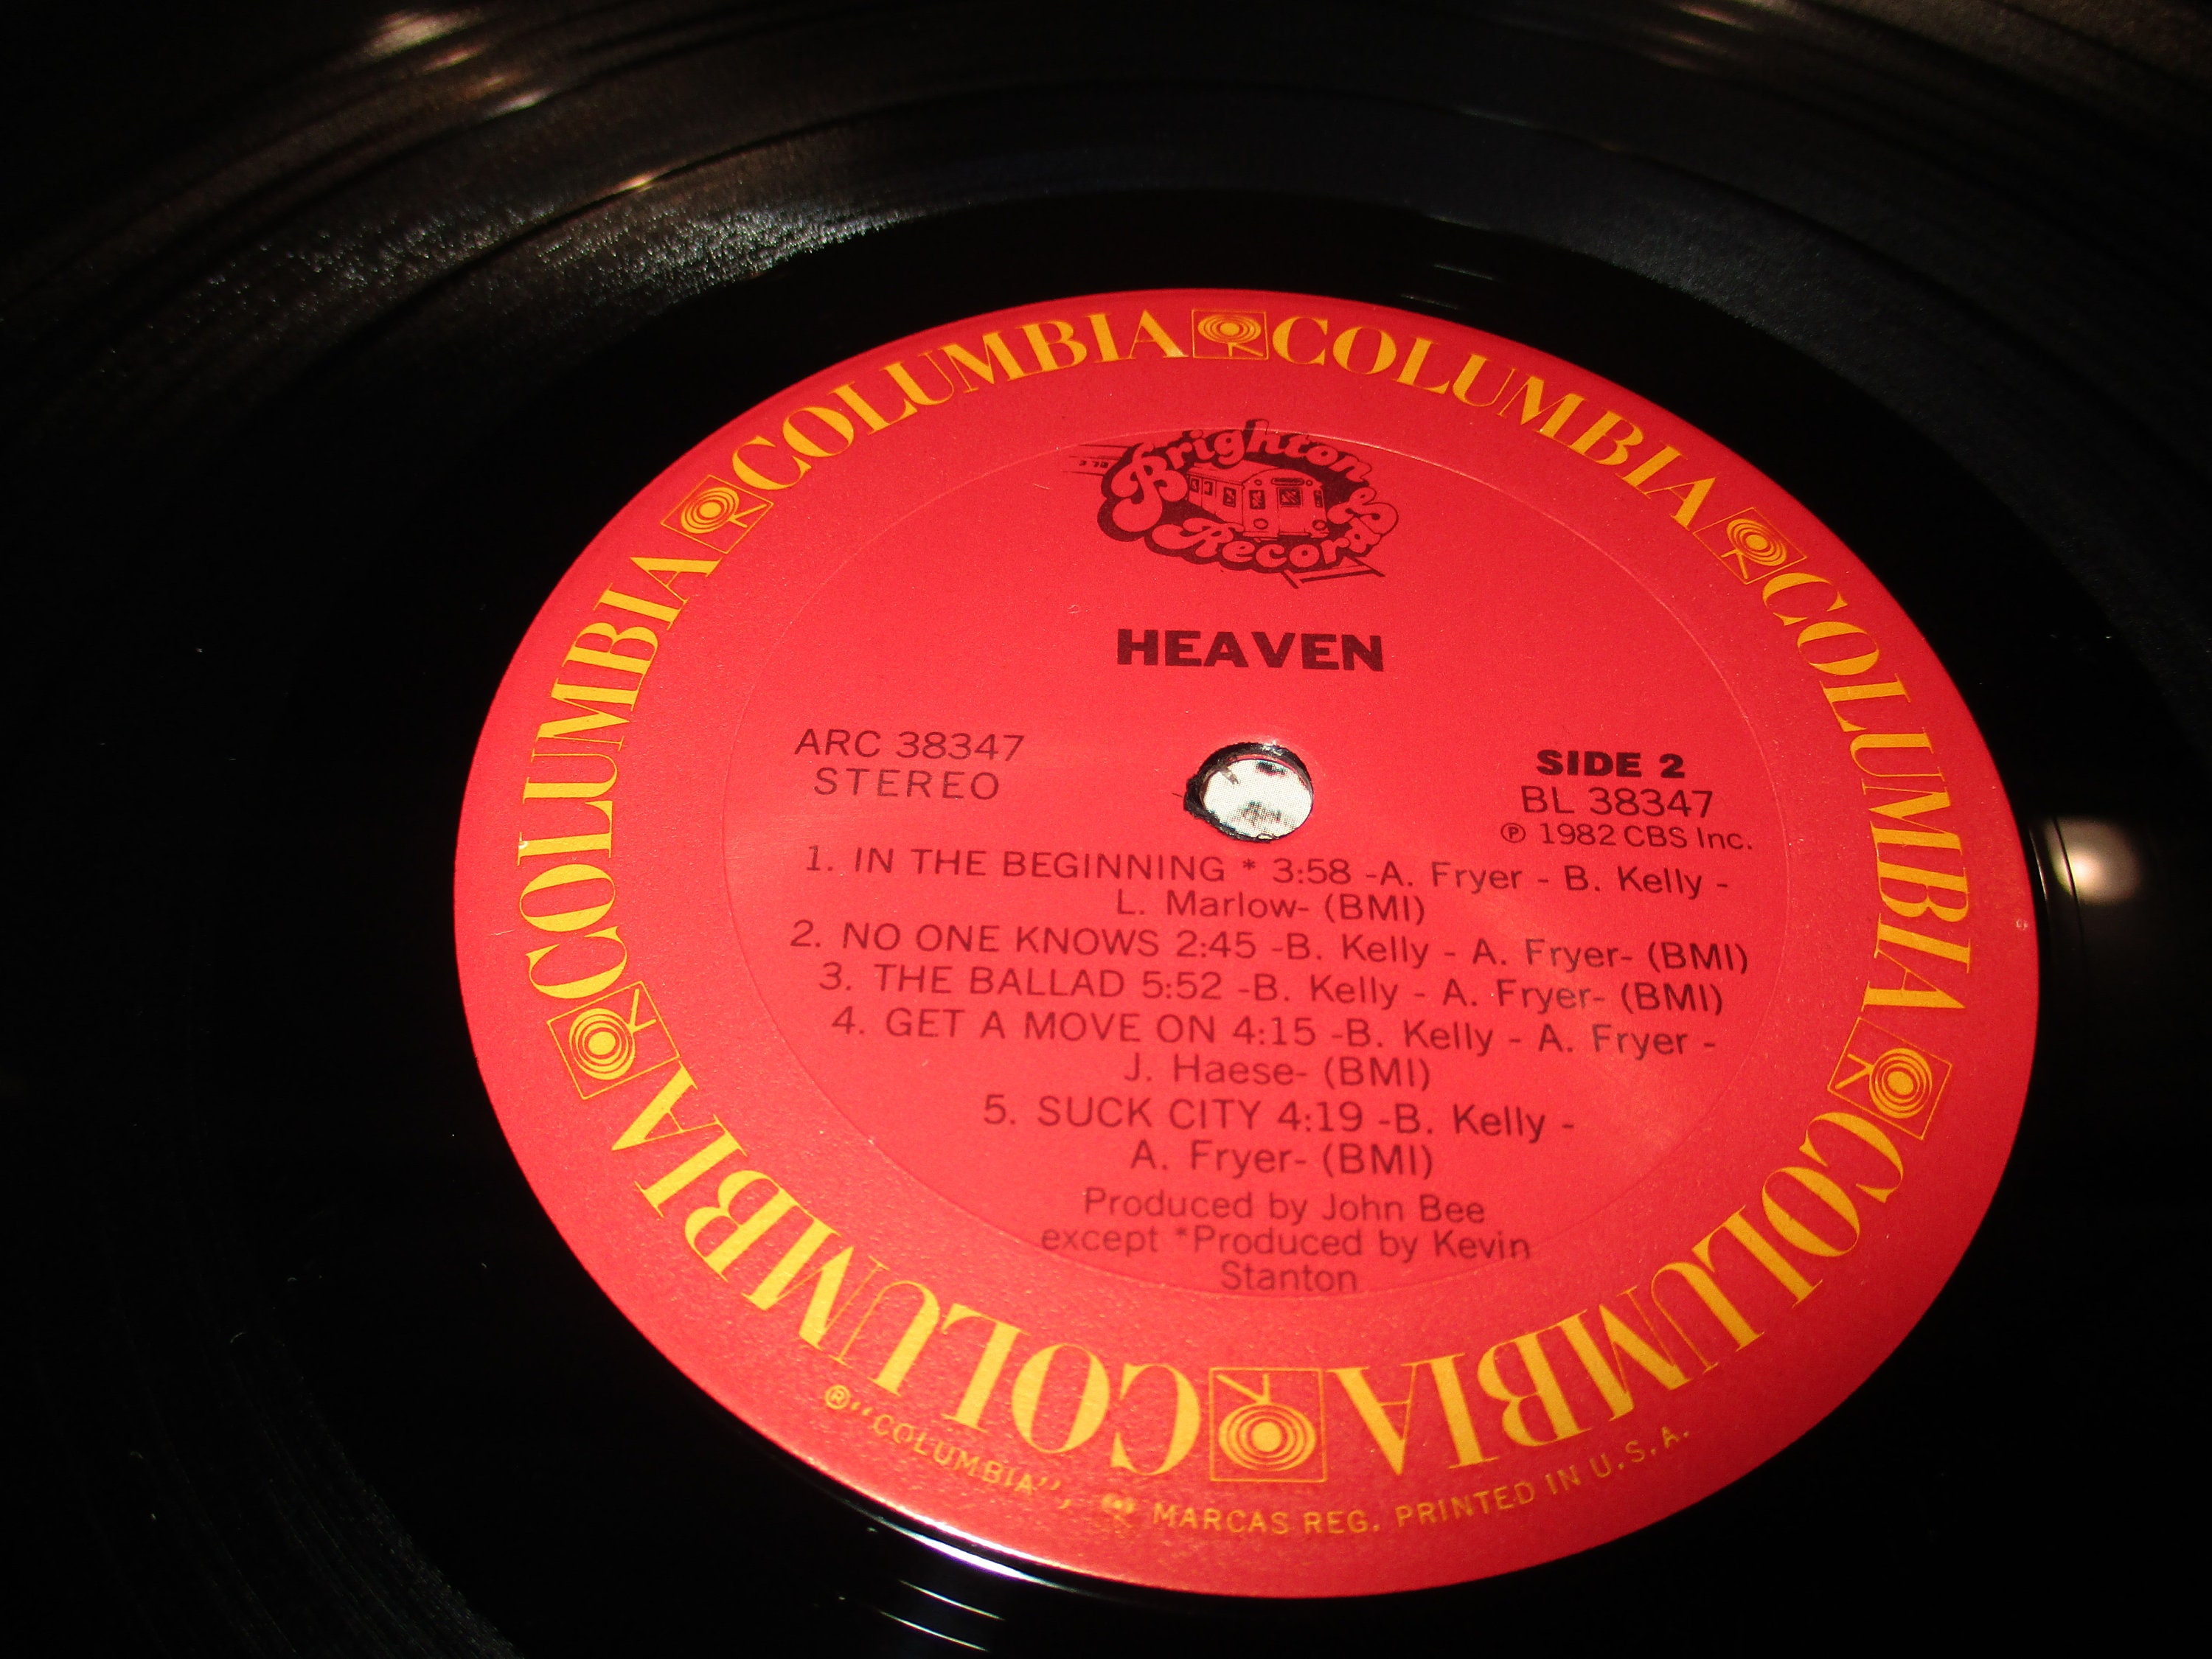 COLUMBIA COLUMBIA COLUMBIA COLUMBIA COLUMBIA COLUMBIA
Brighton
Records
HEAVEN
ARC 38347
STEREO
SIDE 2
BL 38347
℗ 1982 CBS Inc.
1. IN THE BEGINNING * 3:58 -A. Fryer - B. Kelly -
L. Marlow- (BMI)
2. NO ONE KNOWS 2:45 -B. Kelly - A. Fryer- (BMI)
3. THE BALLAD 5:52 -B. Kelly - A. Fryer- (BMI)
4. GET A MOVE ON 4:15 -B. Kelly - A. Fryer -
J. Haese- (BMI)
5. SUCK CITY 4:19 -B. Kelly -
A. Fryer- (BMI)
Produced by John Bee
except *Produced by Kevin
Stanton
® "COLUMBIA", MARCAS REG. PRINTED IN U.S.A.